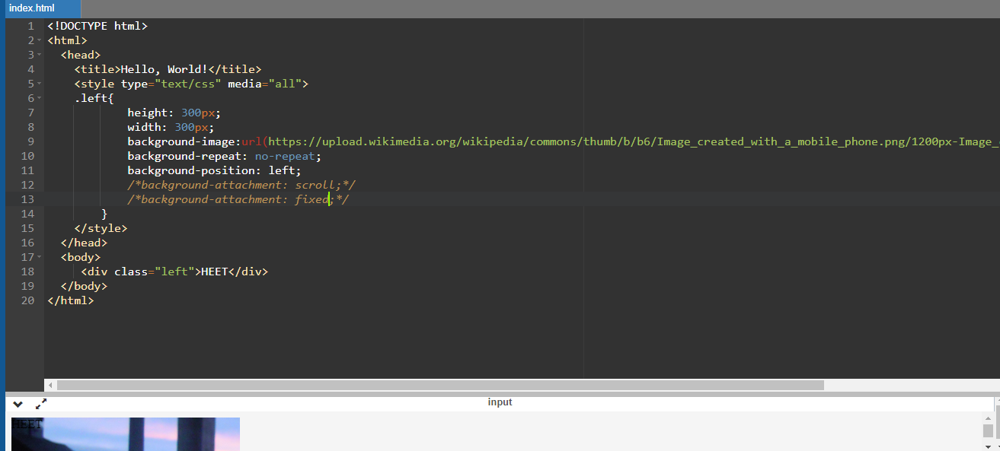 index.html
1 <!DOCTYPE html>
2 <html>
3 <head>
4 <title>Hello, World!</title>
5 <style type="text/css" media="all">
6 .left{
7 height: 300px;
8 width: 300px;
9 background-image:url(https://upload.wikimedia.org/wikipedia/commons/thumb/b/b6/Image_created_with_a_mobile_phone.png/1200px-Image_
10 background-repeat: no-repeat;
11 background-position: left;
12 /*background-attachment: scroll;*/
13 /*background-attachment: fixed;*/
14 }
15 </style>
16 </head>
17 <body>
18 <div class="left">HEET</div>
19 </body>
20 </html>
input
HEET